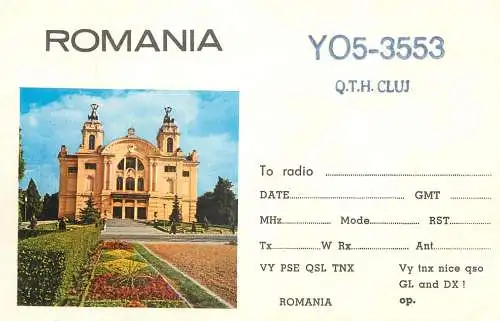 ROMANIA
YO5-3553
Q.T.H. CLUJ
To radio
DATE GMT
MHz Mode RST
Tx W Rx Ant.
VY PSE QSL TNX
Vy tnx nice qso
GL and DX !
ROMANIA
op.